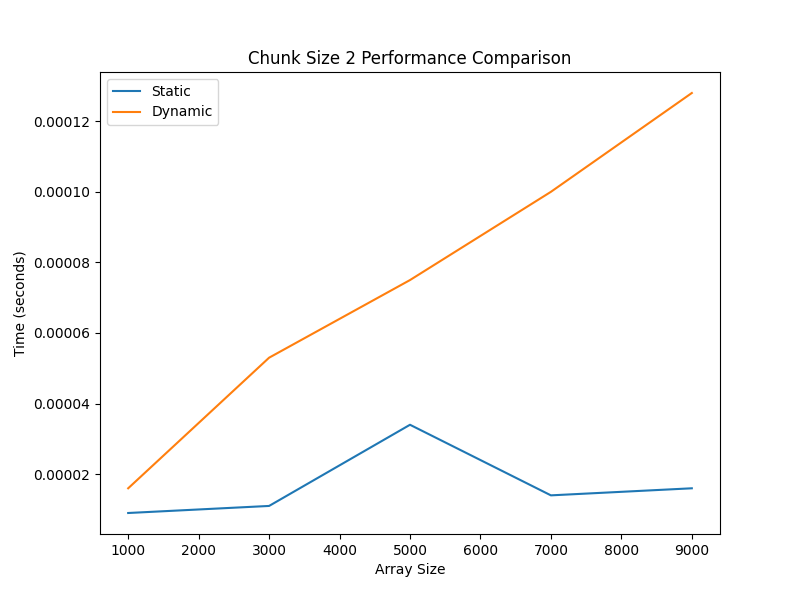 Chunk Size 2 Performance Comparison
Static
Dynamic
0.00012
0.00010
0.00008
0.00006
0.00004
0.00002
Time (seconds)
1000 2000 3000 4000 5000 6000 7000 8000 9000
Array Size